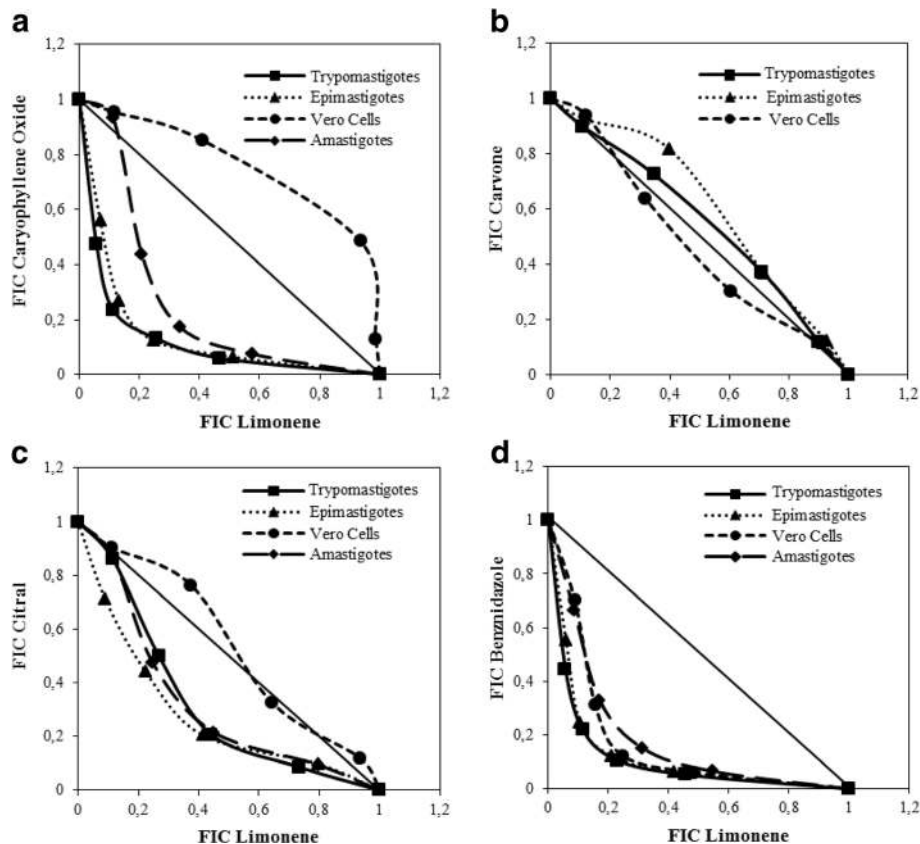 a
1,2
1
0,8
0,6
0,4
0,2
0
FIC Caryophyllene Oxide
Trypomastigotes
Epimastigotes
Vero Cells
Amastigotes
0 0,2 0,4 0,6 0,8 1 1,2
FIC Limonene
b
1,2
1
0,8
0,6
0,4
0,2
0
FIC Carvone
Trypomastigotes
Epimastigotes
Vero Cells
0 0,2 0,4 0,6 0,8 1 1,2
FIC Limonene
c
1,2
1
0,8
0,6
0,4
0,2
0
FIC Citral
Trypomastigotes
Epimastigotes
Vero Cells
Amastigotes
0 0,2 0,4 0,6 0,8 1 1,2
FIC Limonene
d
1,2
1
0,8
0,6
0,4
0,2
0
FIC Benznidazole
Trypomastigotes
Epimastigotes
Vero Cells
Amastigotes
0 0,2 0,4 0,6 0,8 1 1,2
FIC Limonene